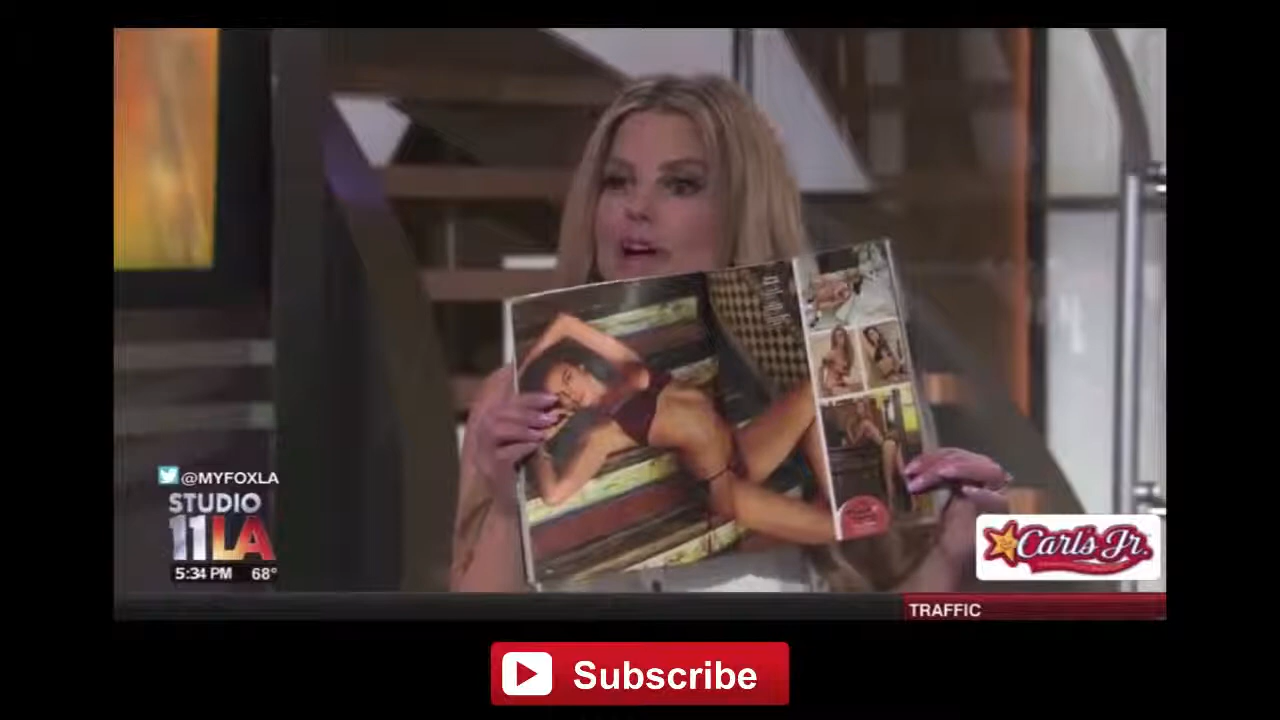 @MYFOXLA
STUDIO
11LA
5:34 PM 68°
Carl's Jr.
TRAFFIC
Subscribe